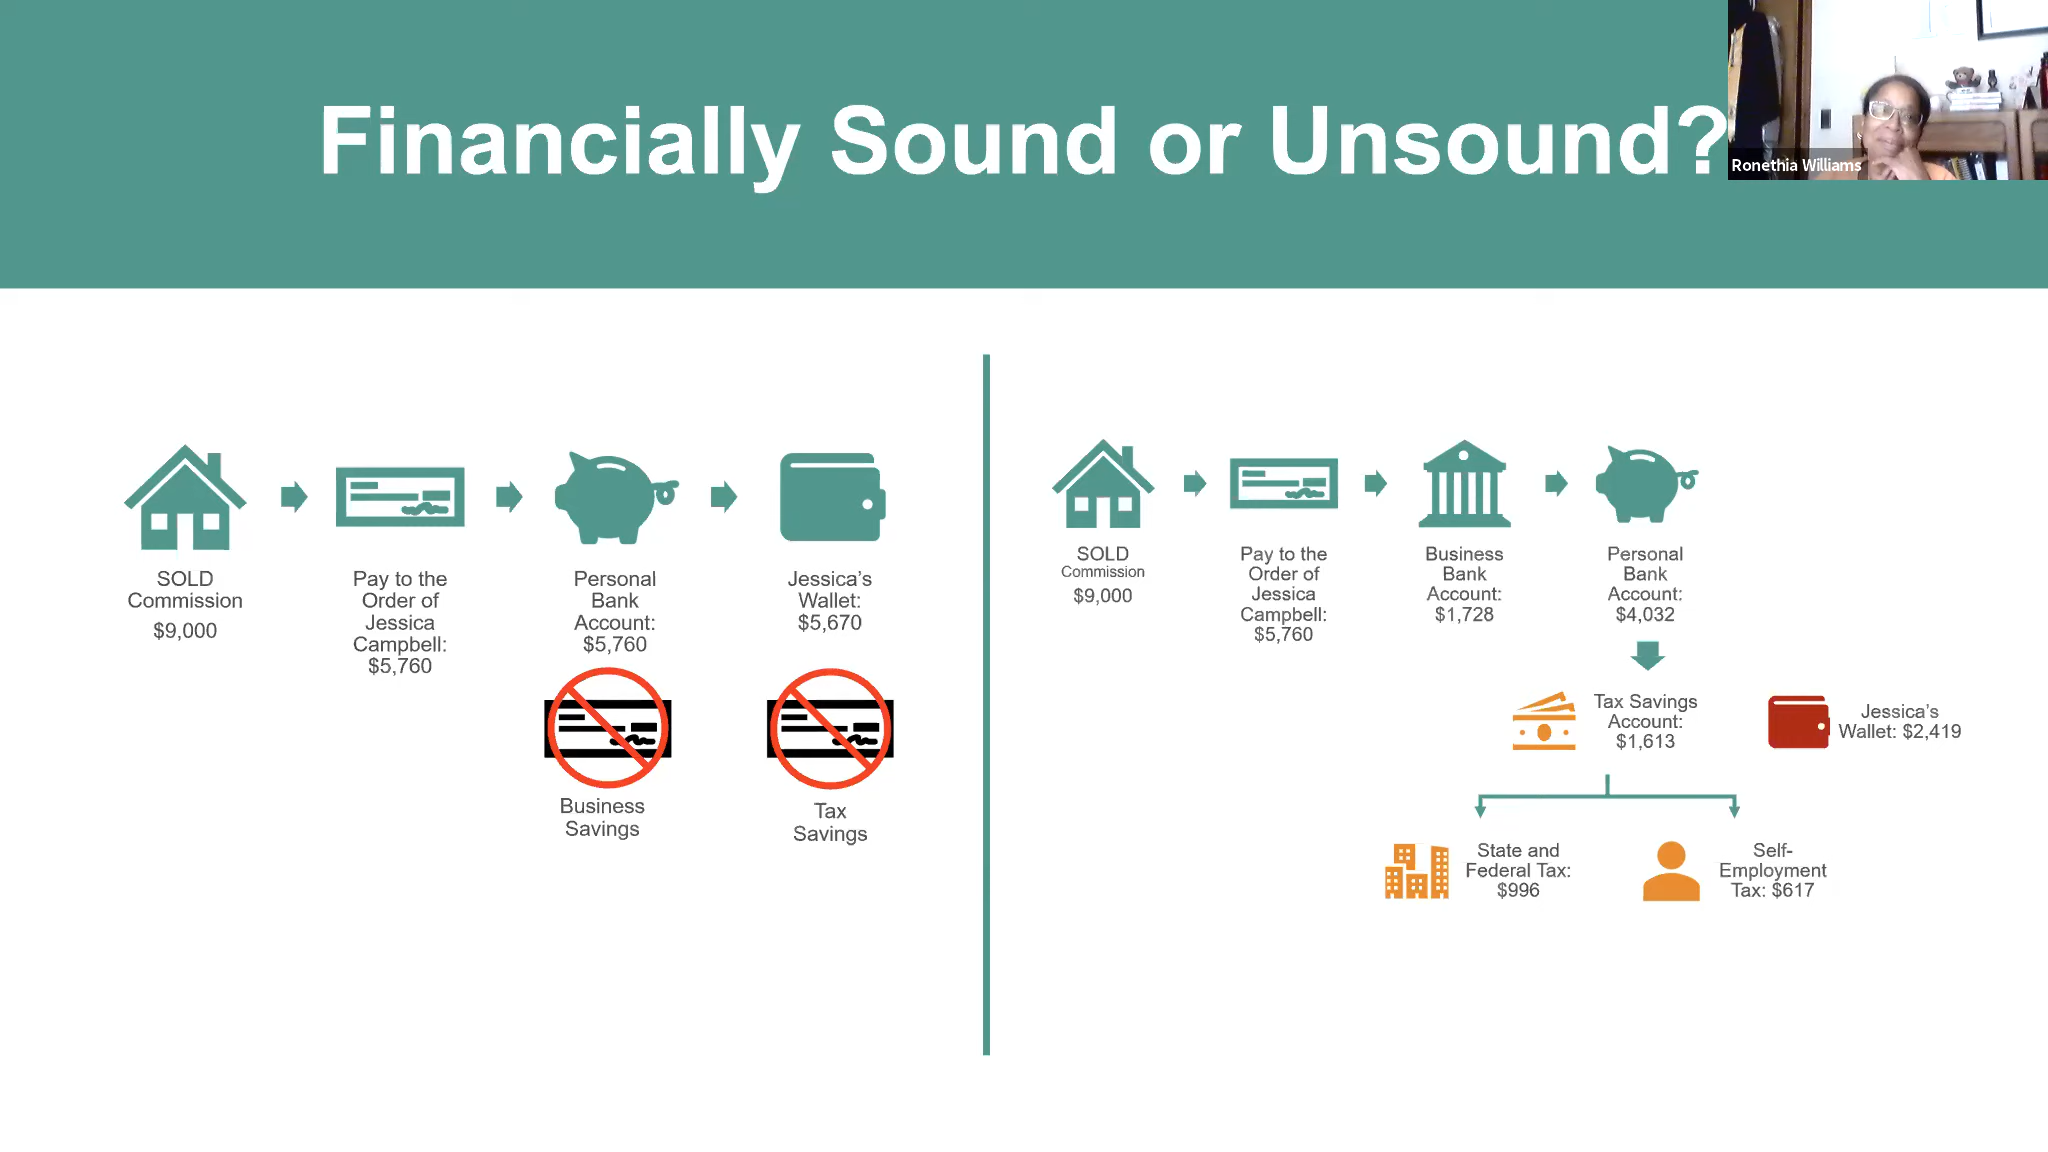 Financially Sound or Unsound?
Ronethia Williams
SOLD
Commission
$9,000
Pay to the
Order of
Jessica
Campbell:
$5,760
Personal
Bank
Account:
$5,760
Jessica’s
Wallet:
$5,670
Business
Savings
Tax
Savings
SOLD
Commission
$9,000
Pay to the
Order of
Jessica
Campbell:
$5,760
Business
Bank
Account:
$1,728
Personal
Bank
Account:
$4,032
Tax Savings
Account:
$1,613
Jessica’s
Wallet: $2,419
State and
Federal Tax:
$996
Self-
Employment
Tax: $617